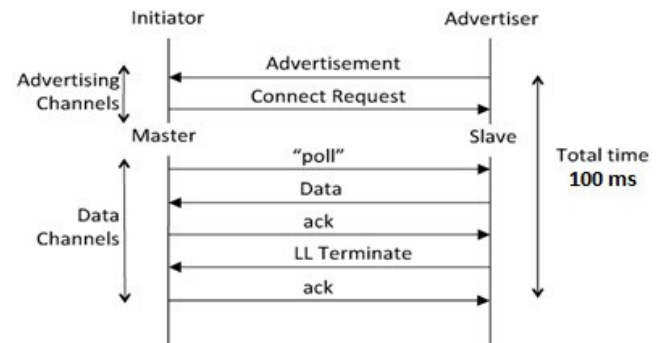 Initiator
Advertiser
Advertisement
Advertising
Channels
Connect Request
Master
Slave
"poll"
Total time
100 ms
Data
Data
Channels
ack
LL Terminate
ack